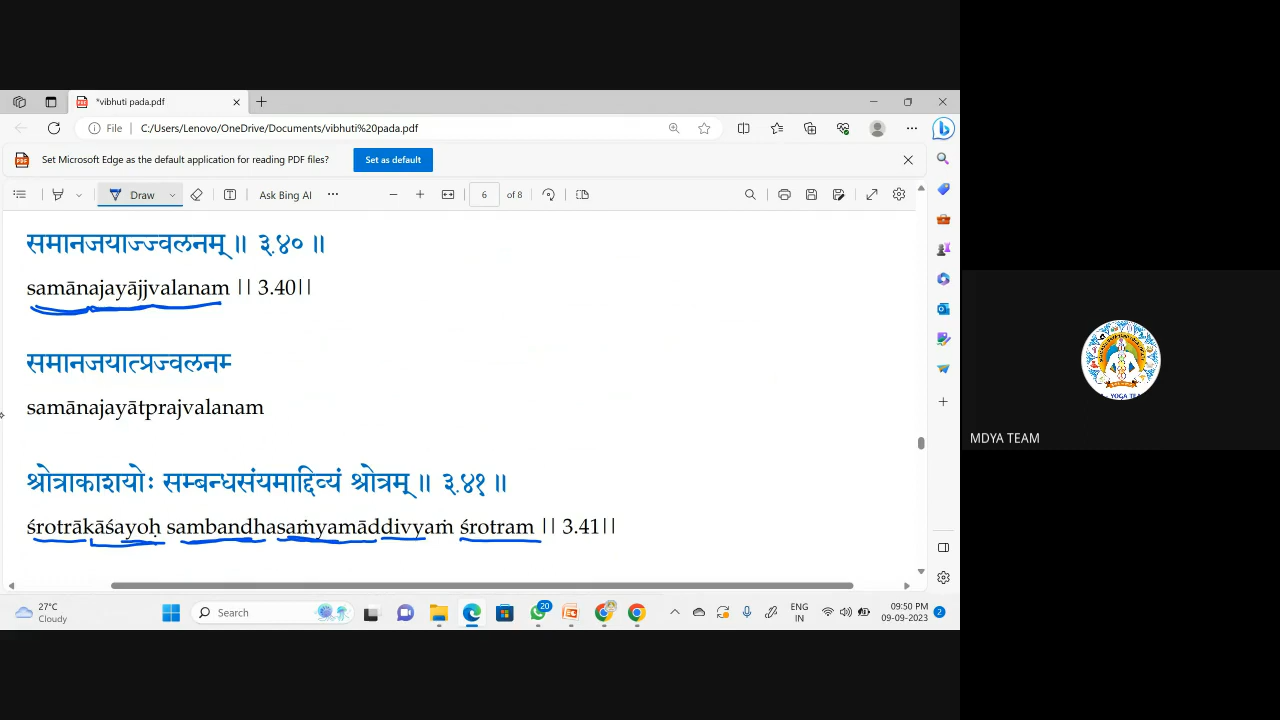 *vibhuti pada.pdf
File
C:/Users/Lenovo/OneDrive/Documents/vibhuti%20pada.pdf
Set Microsoft Edge as the default application for reading PDF files?
Set as default
Draw
Ask Bing AI
6 of 8
समानजयाज्ज्वलनम् ॥ ३.४० ॥
samānajayājjvalanam || 3.40||
समानजयात्प्रज्वलनम्
samānajayātprajvalanam
श्रोत्राकाशयोः सम्बन्धसंयमाद्दिव्यं श्रोत्रम् ॥ ३.४१ ॥
śrotrākāśayoḥ sambandhasaṁyamāddivyaṁ śrotram || 3.41||
MDYA TEAM
27°C
Cloudy
Search
20
ENG
IN
09:50 PM
09-09-2023
2